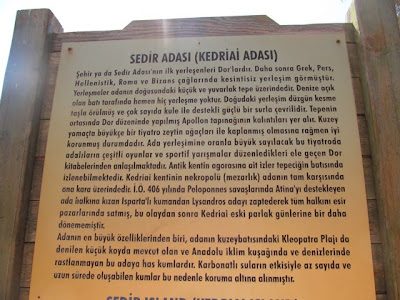 SEDİR ADASI (KEDRIAI ADASI)
Şehir ya da Sedir Adası'nın ilk yerleşenleri Dor'lardır. Daha sonra Grek, Pers,
Hellenistik, Roma ve Bizans çağlarında kesintisiz yerleşim görmüştür.
Yerleşmeler adanın doğusundaki küçük ve yuvarlak tepe üzerindedir. Denize açık
olan batı tarafında hemen hiç yerleşme yoktur. Doğudaki yerleşim düzgün kesme
taşla örülmüş ve çok sayıda kule ile destekli güçlü bir surla çevrilidir. Tepenin
ortasında Dor düzeninde yapılmış Apollon tapınağının kalıntıları yer alır. Kuzey
yamaçta büyükçe bir tiyatro zeytin ağaçları ile kaplanmış olmasına rağmen iyi
korunmuş durumdadır. Ada yerleşimine oranla büyük sayılacak bu tiyatroda
adalıların çeşitli oyunlar ve sportif yarışmalar düzenledikleri ele geçen Dor
kitabelerinden anlaşılmaktadır. Antik kentin agorasına ait izler tepeciğin batısında
izlenebilmektedir. Kedriai kentinin nekropolü (mezarlık) adanın tam karşısında
ana kara üzerindedir. İ.Ö. 406 yılında Peloponnes savaşlarında Atina'yı destekleyen
ada halkına kızan Isparta'lı kumandan Lysandros adayı zaptederek tüm halkını esir
pazarlarında satmış, bu olaydan sonra Kedriai eski parlak günlerine bir daha
dönememiştir.
Adanın en büyük özelliklerinden biri, adanın kuzeybatısındaki Kleopatra Plajı da
denilen küçük koyda mevcut olan ve Anadolu iklim kuşağında ve denizlerinde
rastlanmayan bu adaya has kumlardır. Karbonatlı suların etkisiyle az sayıda ve
uzun sürede oluşabilen kumlar bu nedenle koruma altına alınmıştır.
SEDIR ISLAND (KEDRIAI ISLAND)